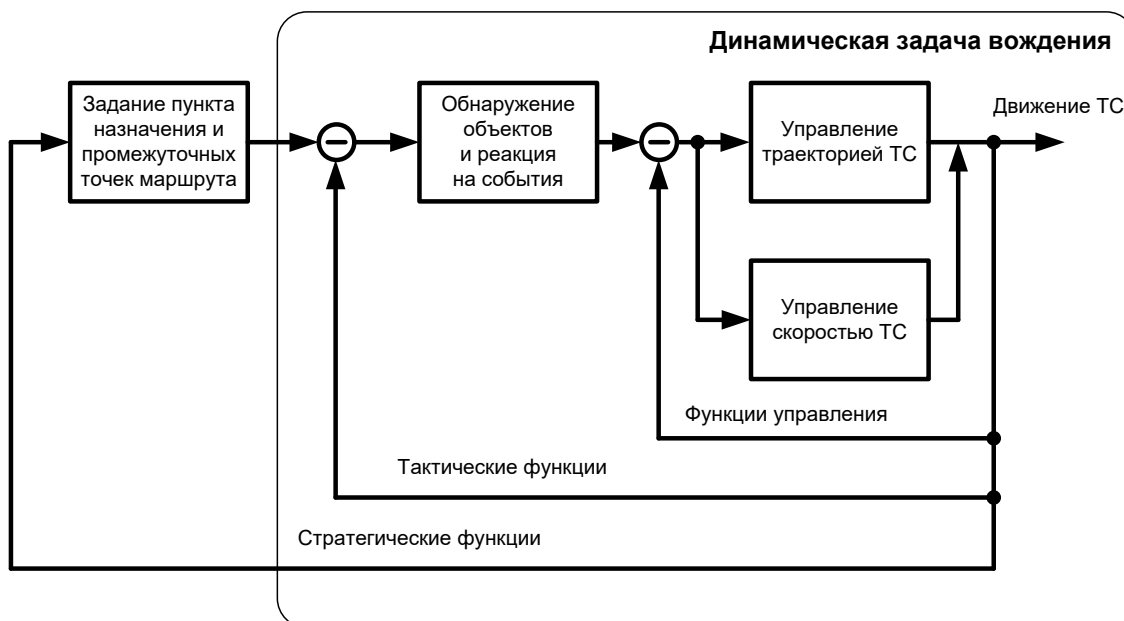 Динамическая задача вождения
Задание пункта
назначения и
промежуточных
точек маршрута
Обнаружение
объектов
и реакция
на события
Управление
траекторией ТС
Движение ТС
Управление
скоростью ТС
Функции управления
Тактические функции
Стратегические функции